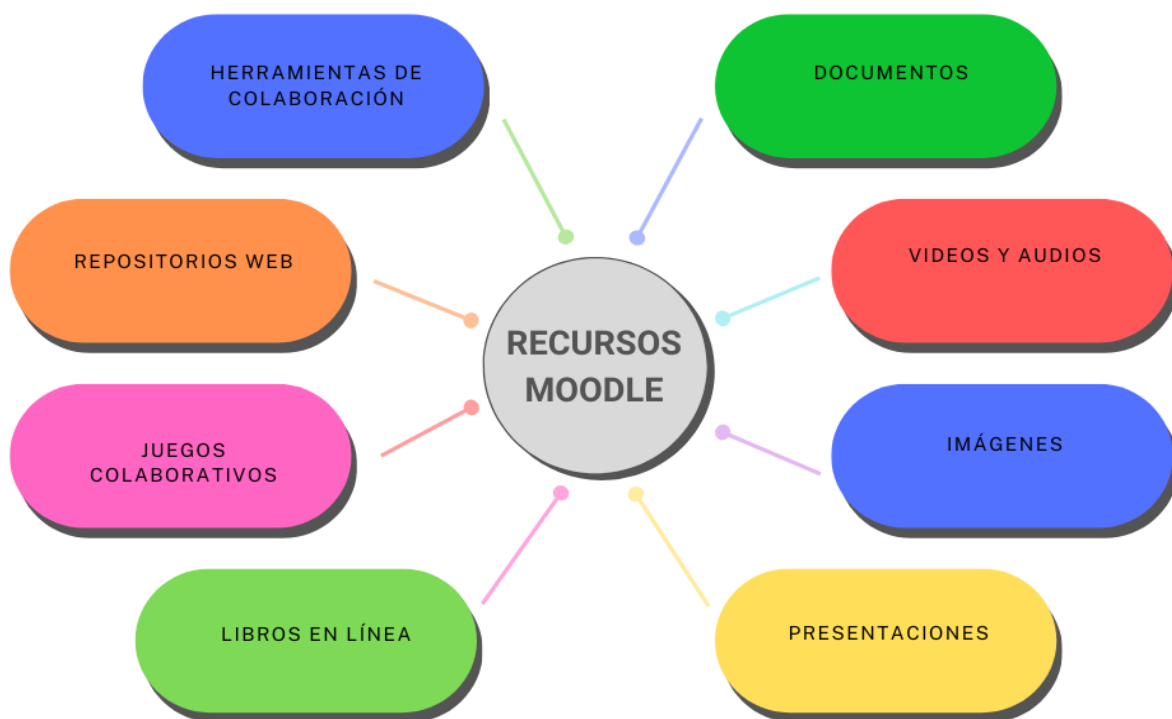 HERRAMIENTAS DE
COLABORACIÓN
DOCUMENTOS
REPOSITORIOS WEB
VIDEOS Y AUDIOS
RECURSOS
MOODLE
JUEGOS
COLABORATIVOS
IMÁGENES
LIBROS EN LÍNEA
PRESENTACIONES